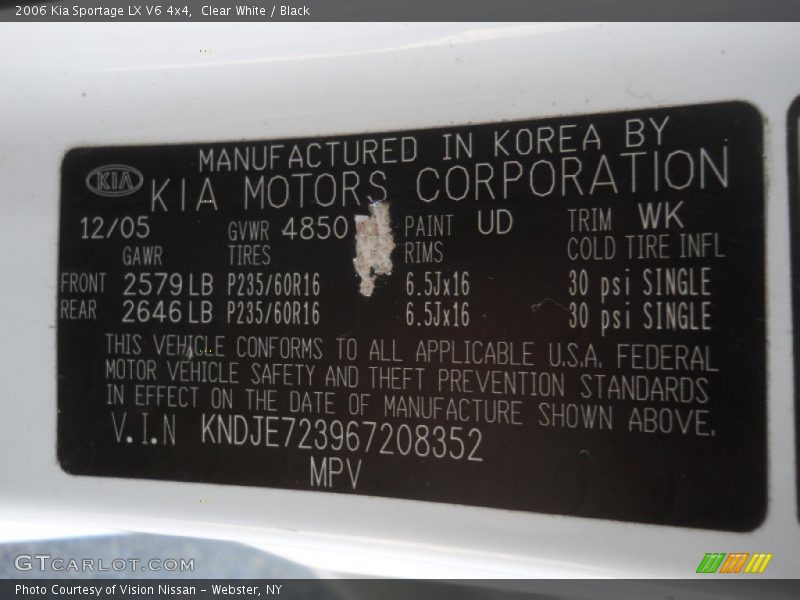 2006 Kia Sportage LX V6 4x4, Clear White / Black
MANUFACTURED IN KOREA BY
KIA KIA MOTORS CORPORATION
12/05 GVWR 4850 PAINT UD TRIM WK
GAWR TIRES RIMS COLD TIRE INFL
FRONT 2579 LB P235/60R16 6.5Jx16 30 psi SINGLE
REAR 2646 LB P235/60R16 6.5Jx16 30 psi SINGLE
THIS VEHICLE CONFORMS TO ALL APPLICABLE U.S.A. FEDERAL
MOTOR VEHICLE SAFETY AND THEFT PREVENTION STANDARDS
IN EFFECT ON THE DATE OF MANUFACTURE SHOWN ABOVE.
V.I.N KNDJE723967208352
MPV
GTCARLOT.COM
Photo Courtesy of Vision Nissan - Webster, NY